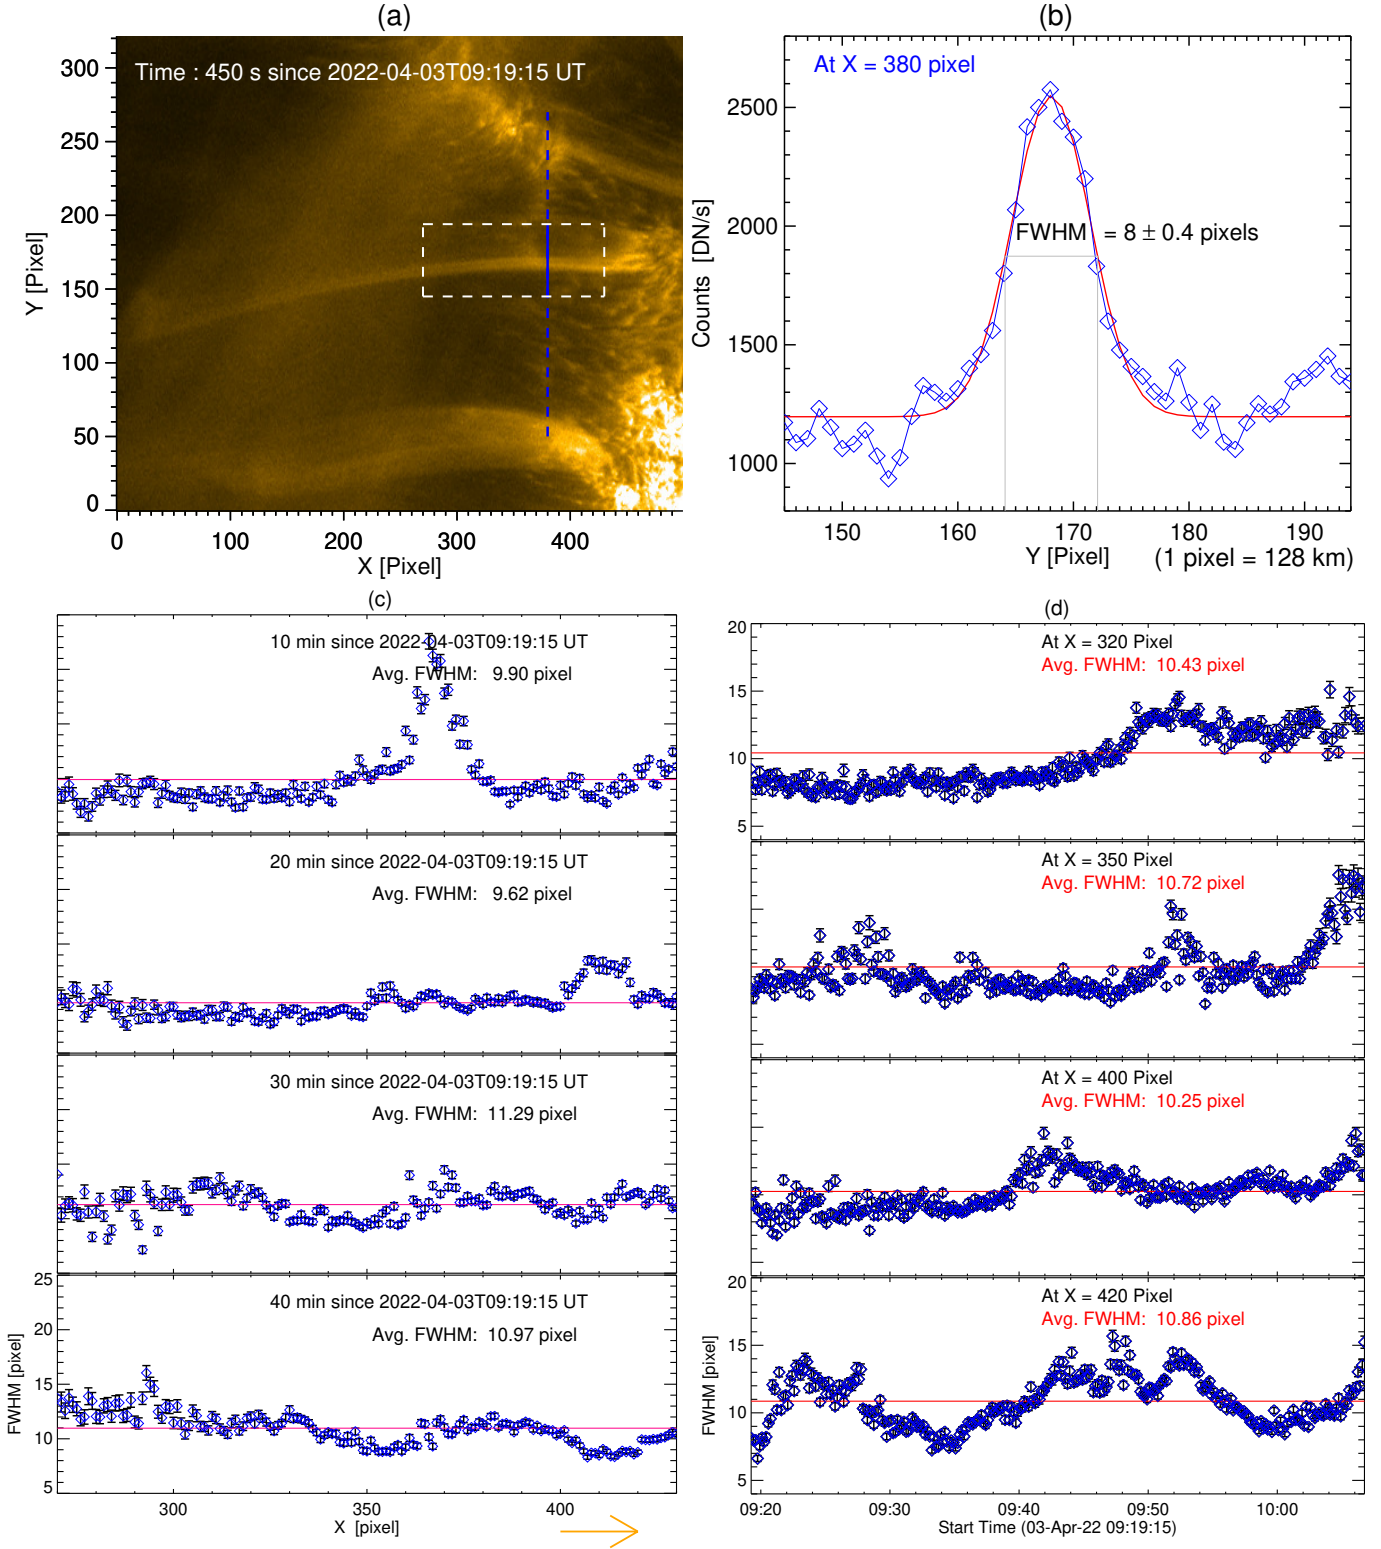 (a)
Time : 450 s since 2022-04-03T09:19:15 UT
300
250
200
150
100
50
0
Y [Pixel]
0 100 200 300 400
X [Pixel]
(b)
At X = 380 pixel
FWHM = 8 ± 0.4 pixels
2500
2000
1500
1000
Counts [DN/s]
150 160 170 180 190
Y [Pixel] (1 pixel = 128 km)
(c)
10 min since 2022-04-03T09:19:15 UT
Avg. FWHM: 9.90 pixel
20 min since 2022-04-03T09:19:15 UT
Avg. FWHM: 9.62 pixel
30 min since 2022-04-03T09:19:15 UT
Avg. FWHM: 11.29 pixel
40 min since 2022-04-03T09:19:15 UT
Avg. FWHM: 10.97 pixel
25
20
15
10
5
FWHM [pixel]
300 350 400
X [pixel]
(d)
At X = 320 Pixel
Avg. FWHM: 10.43 pixel
20
15
10
5
At X = 350 Pixel
Avg. FWHM: 10.72 pixel
At X = 400 Pixel
Avg. FWHM: 10.25 pixel
At X = 420 Pixel
Avg. FWHM: 10.86 pixel
20
15
10
5
FWHM [pixel]
09:20 09:30 09:40 09:50 10:00
Start Time (03-Apr-22 09:19:15)